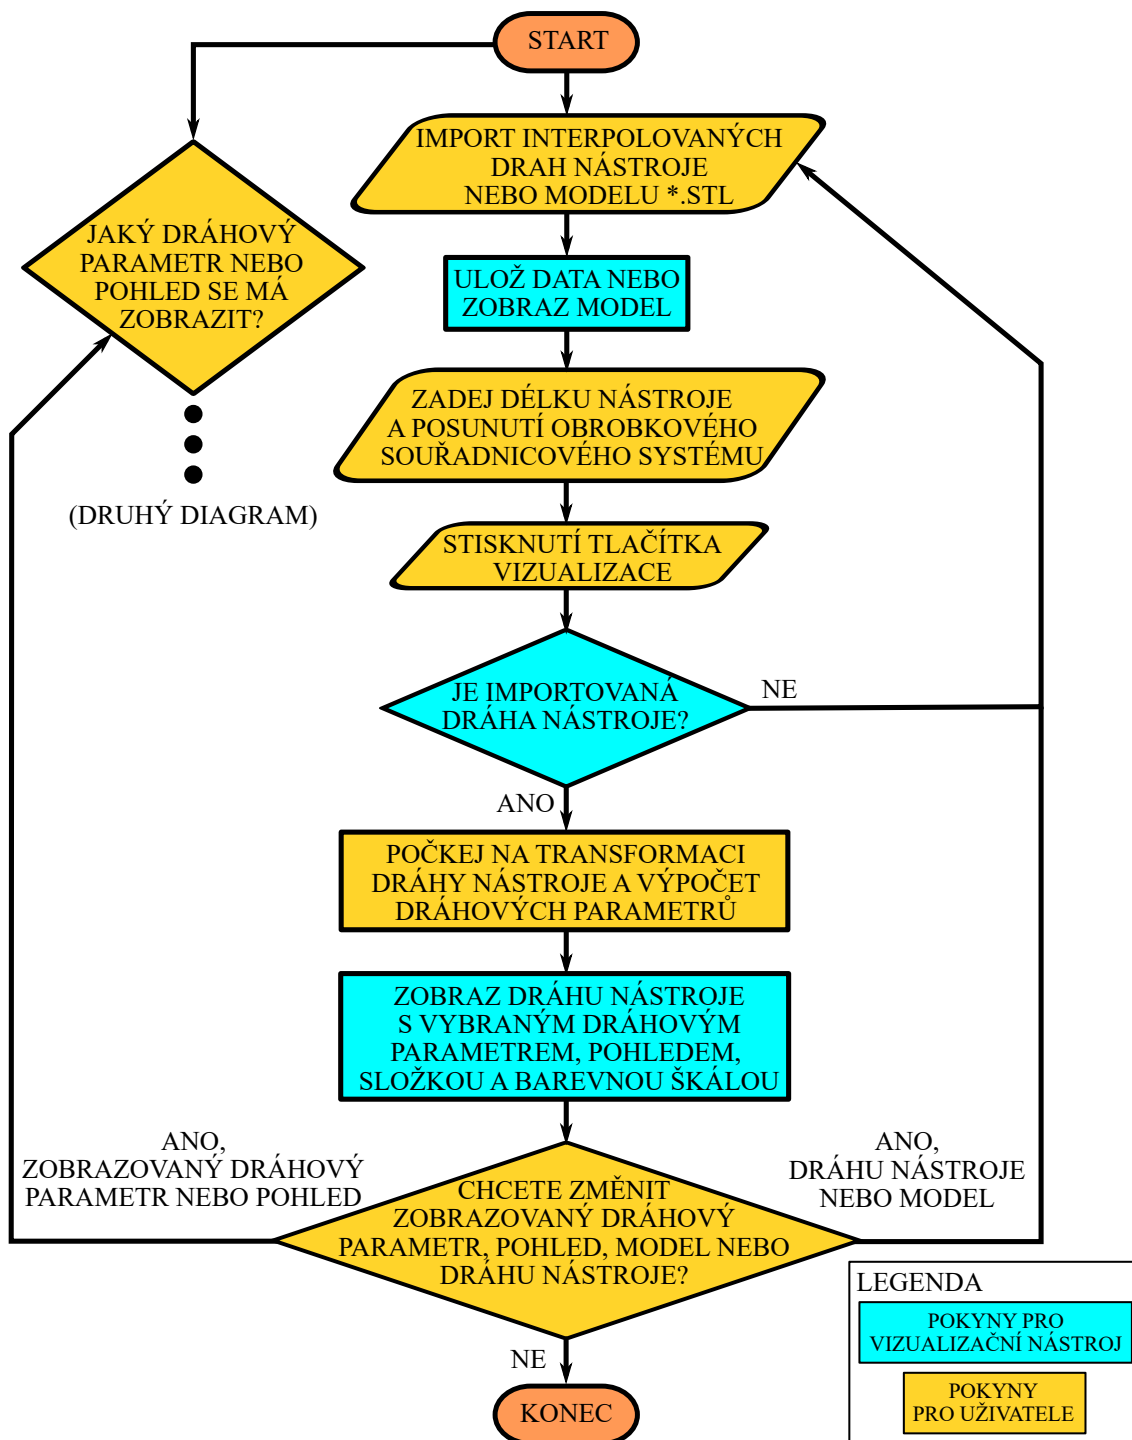 START
IMPORT INTERPOLOVANÝCH
DRAH NÁSTROJE
NEBO MODELU *.STL
JAKÝ DRÁHOVÝ
PARAMETR NEBO
POHLED SE MÁ
ZOBRAZIT?
(DRUHÝ DIAGRAM)
ULOŽ DATA NEBO
ZOBRAZ MODEL
ZADEJ DÉLKU NÁSTROJE
A POSUNUTÍ OBROBKOVÉHO
SOUŘADNICOVÉHO SYSTÉMU
STISKNUTÍ TLAČÍTKA
VIZUALIZACE
JE IMPORTOVANÁ
DRÁHA NÁSTROJE?
NE
ANO
POČKEJ NA TRANSFORMACI
DRÁHY NÁSTROJE A VÝPOČET
DRÁHOVÝCH PARAMETRŮ
ZOBRAZ DRÁHU NÁSTROJE
S VYBRANÝM DRÁHOVÝM
PARAMETREM, POHLEDEM,
SLOŽKOU A BAREVNOU ŠKÁLOU
ANO,
ZOBRAZOVANÝ DRÁHOVÝ
PARAMETR NEBO POHLED
ANO,
DRÁHU NÁSTROJE
NEBO MODEL
CHCETE ZMĚNIT
ZOBRAZOVANÝ DRÁHOVÝ
PARAMETR, POHLED, MODEL NEBO
DRÁHU NÁSTROJE?
NE
KONEC
LEGENDA
POKYNY PRO
VIZUALIZAČNÍ NÁSTROJ
POKYNY
PRO UŽIVATELE